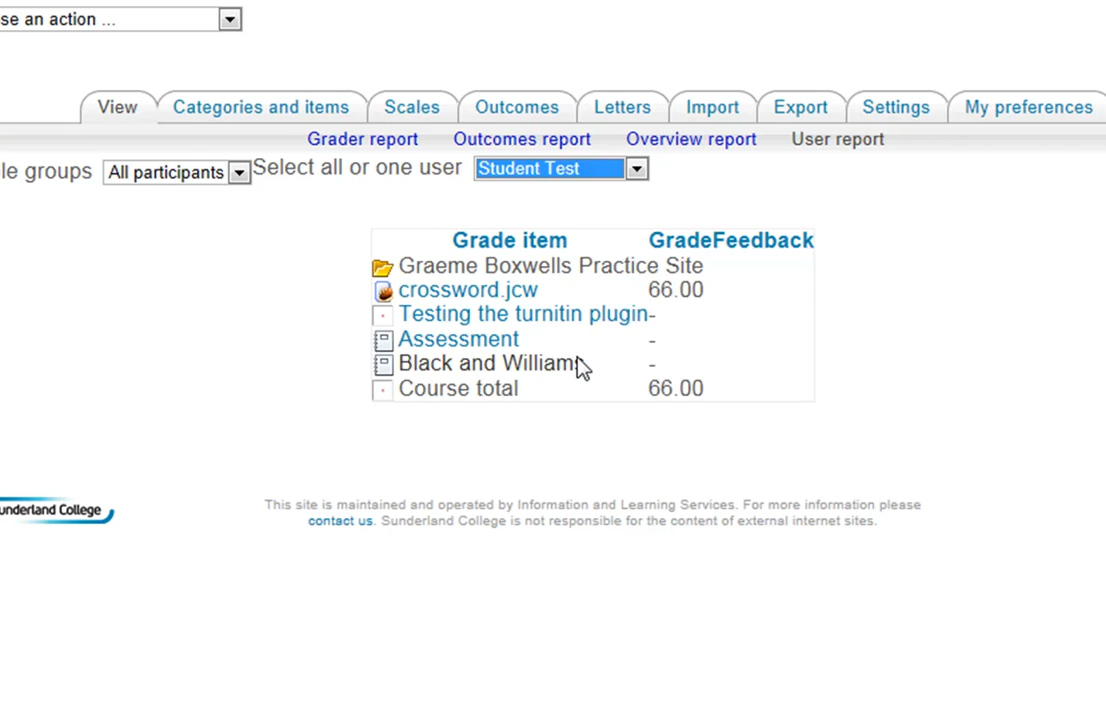 se an action ...
View Categories and items Scales Outcomes Letters Import Export Settings My preferences
Grader report Outcomes report Overview report User report
le groups All participants Select all or one user Student Test
Grade item GradeFeedback
Graeme Boxwells Practice Site
crossword.jcw 66.00
Testing the turnitin plugin-
Assessment -
Black and Williams -
Course total 66.00
underland College
This site is maintained and operated by Information and Learning Services. For more information please
contact us. Sunderland College is not responsible for the content of external internet sites.